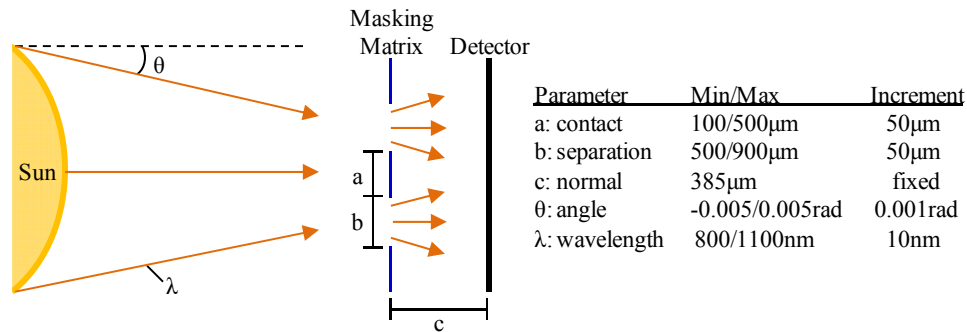 Masking
Matrix
Detector
θ
Sun
a
b
λ
c
Parameter Min/Max Increment
a: contact 100/500μm 50μm
b: separation 500/900μm 50μm
c: normal 385μm fixed
θ: angle -0.005/0.005rad 0.001rad
λ: wavelength 800/1100nm 10nm